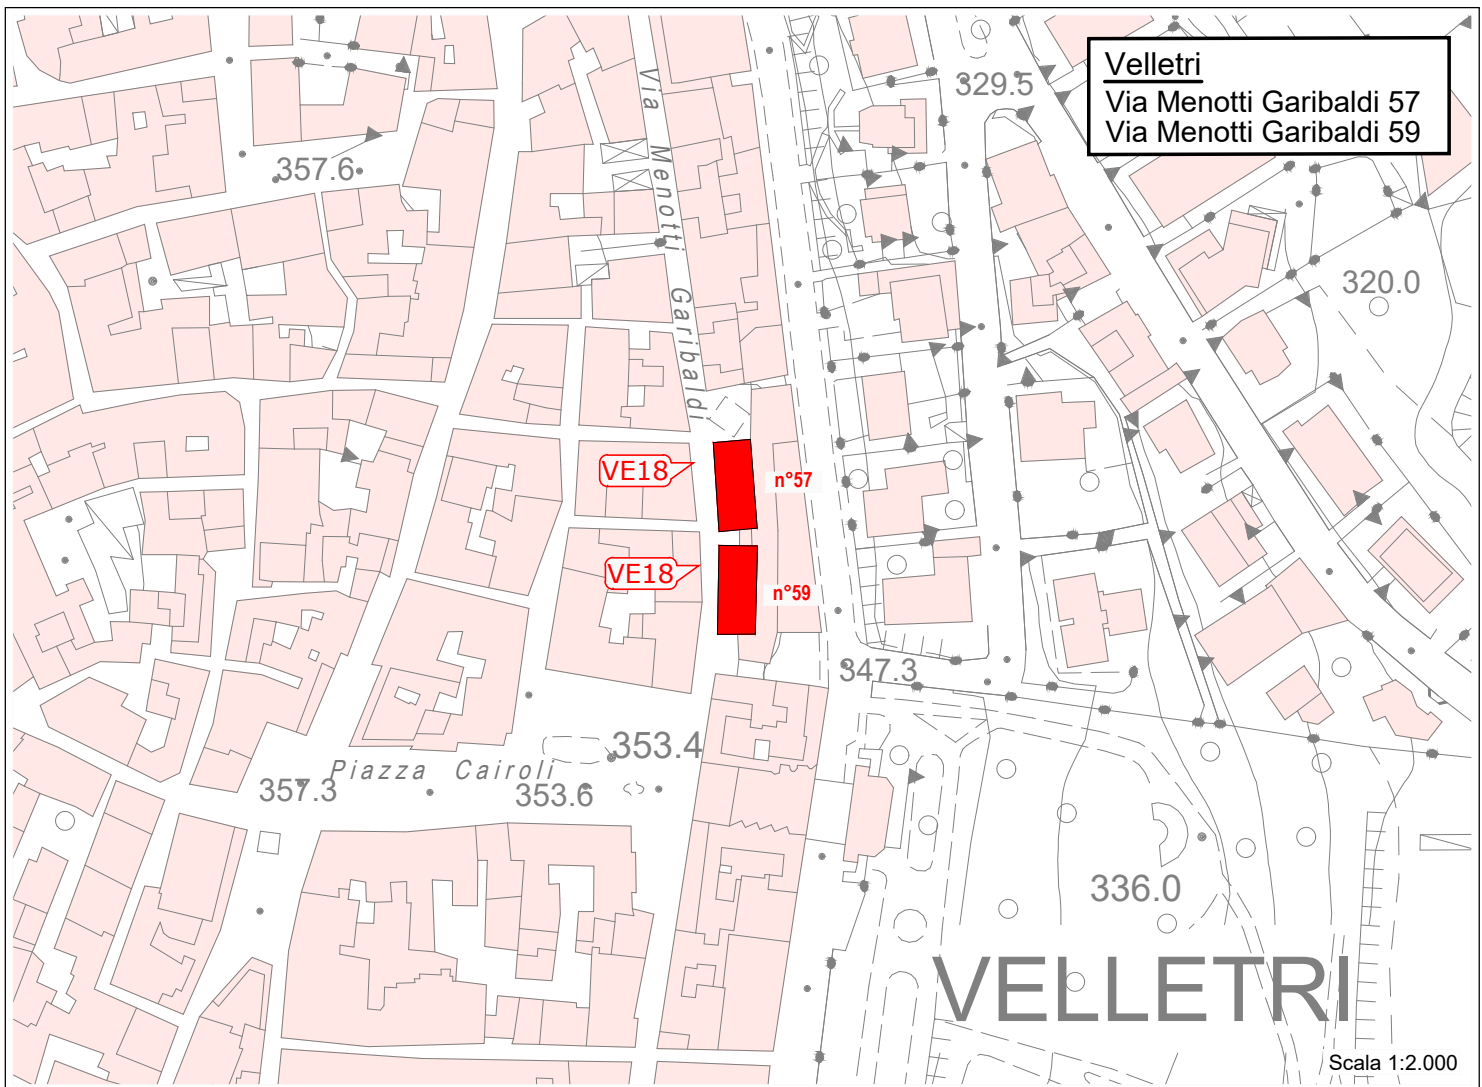 Velletri
Via Menotti Garibaldi 57
Via Menotti Garibaldi 59
329.5
357.6
320.0
Via Menotti Garibaldi
VE18
n°57
VE18
n°59
347.3
353.4
Piazza Cairoli
357.3
353.6
336.0
VELLETRI
Scala 1:2.000